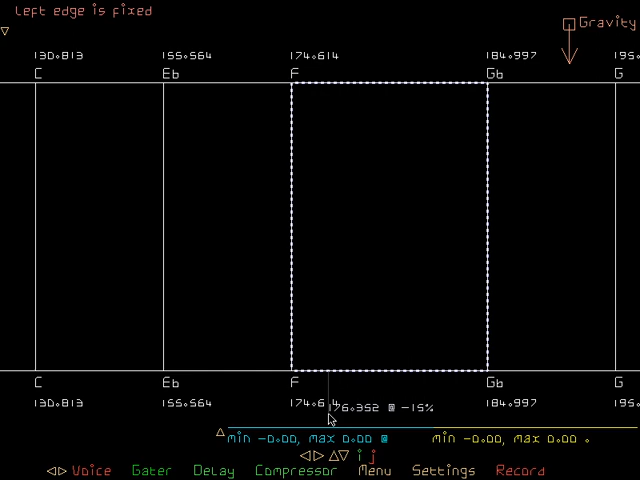 Left edge is fixed
Gravity
130.813 155.564 174.614 184.997 195.
C Eb F Gb G
C Eb F Gb G
130.813 155.564 174.614 184.997 195.
176.352 @ -15%
min -0.00, max 0.00 @ min -0.00, max 0.00 .
i j
Voice Gater Delay Compressor Menu Settings Record